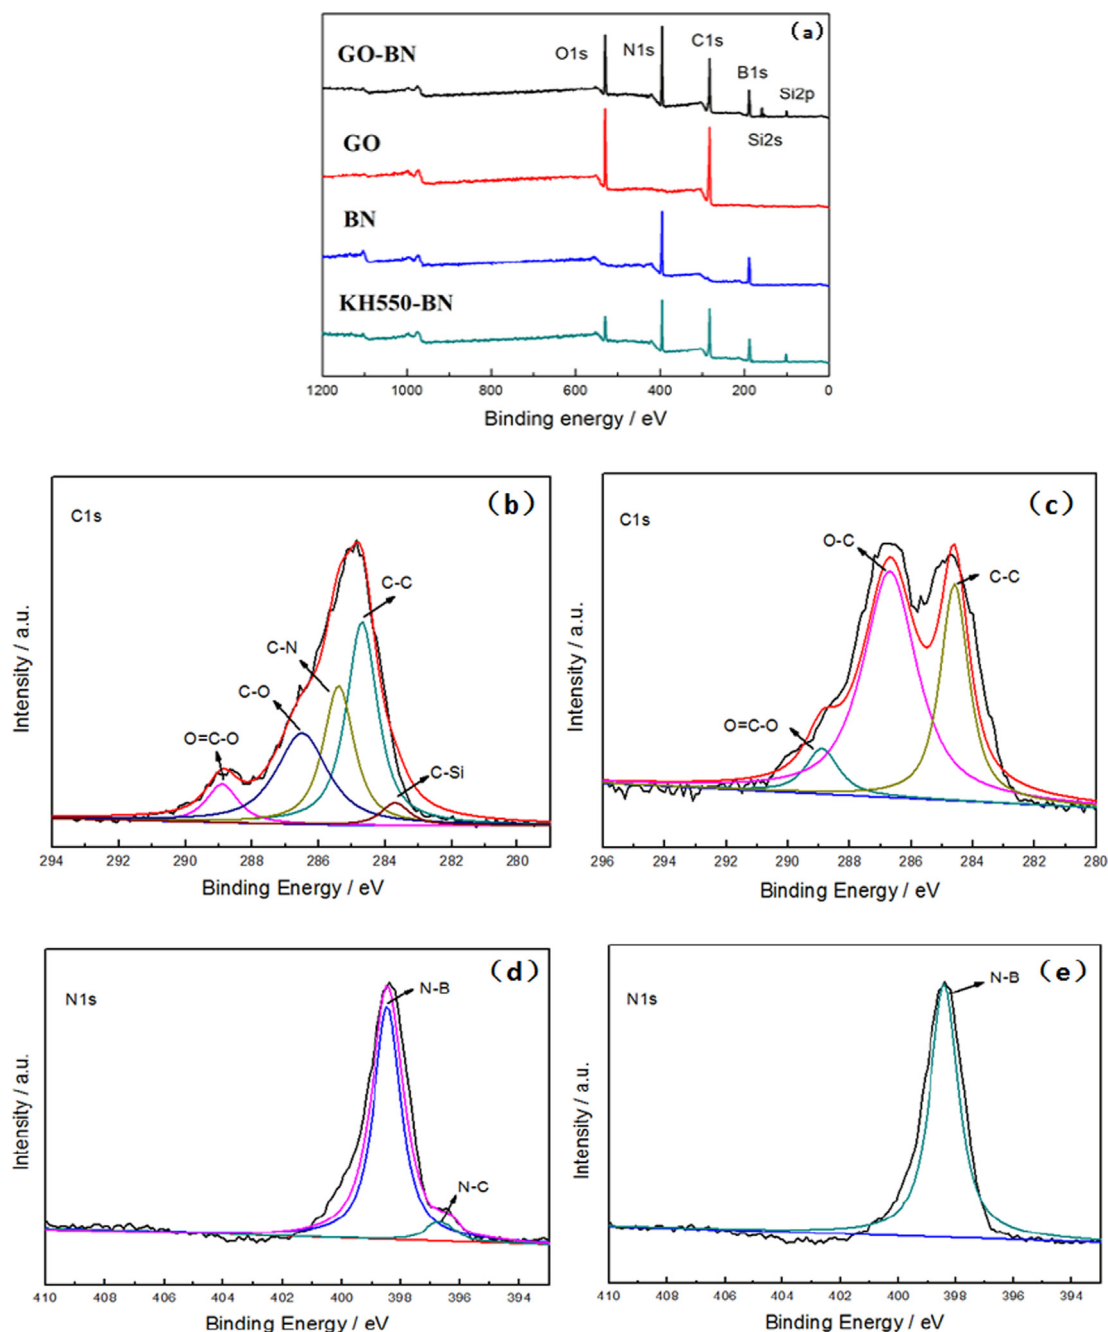 (a)
GO-BN
O1s
N1s
C1s
B1s
Si2p
Si2s
GO
BN
KH550-BN
1200 1000 800 600 400 200 0
Binding energy / eV
(b)
C1s
C-C
C-N
C-O
O=C-O
C-Si
Intensity / a.u.
294 292 290 288 286 284 282 280
Binding Energy / eV
(c)
C1s
O-C
C-C
O=C-O
Intensity / a.u.
296 294 292 290 288 286 284 282 280
Binding Energy / eV
(d)
N1s
N-B
N-C
Intensity / a.u.
410 408 406 404 402 400 398 396 394
Binding Energy / eV
(e)
N1s
N-B
Intensity / a.u.
410 408 406 404 402 400 398 396 394
Binding Energy / eV